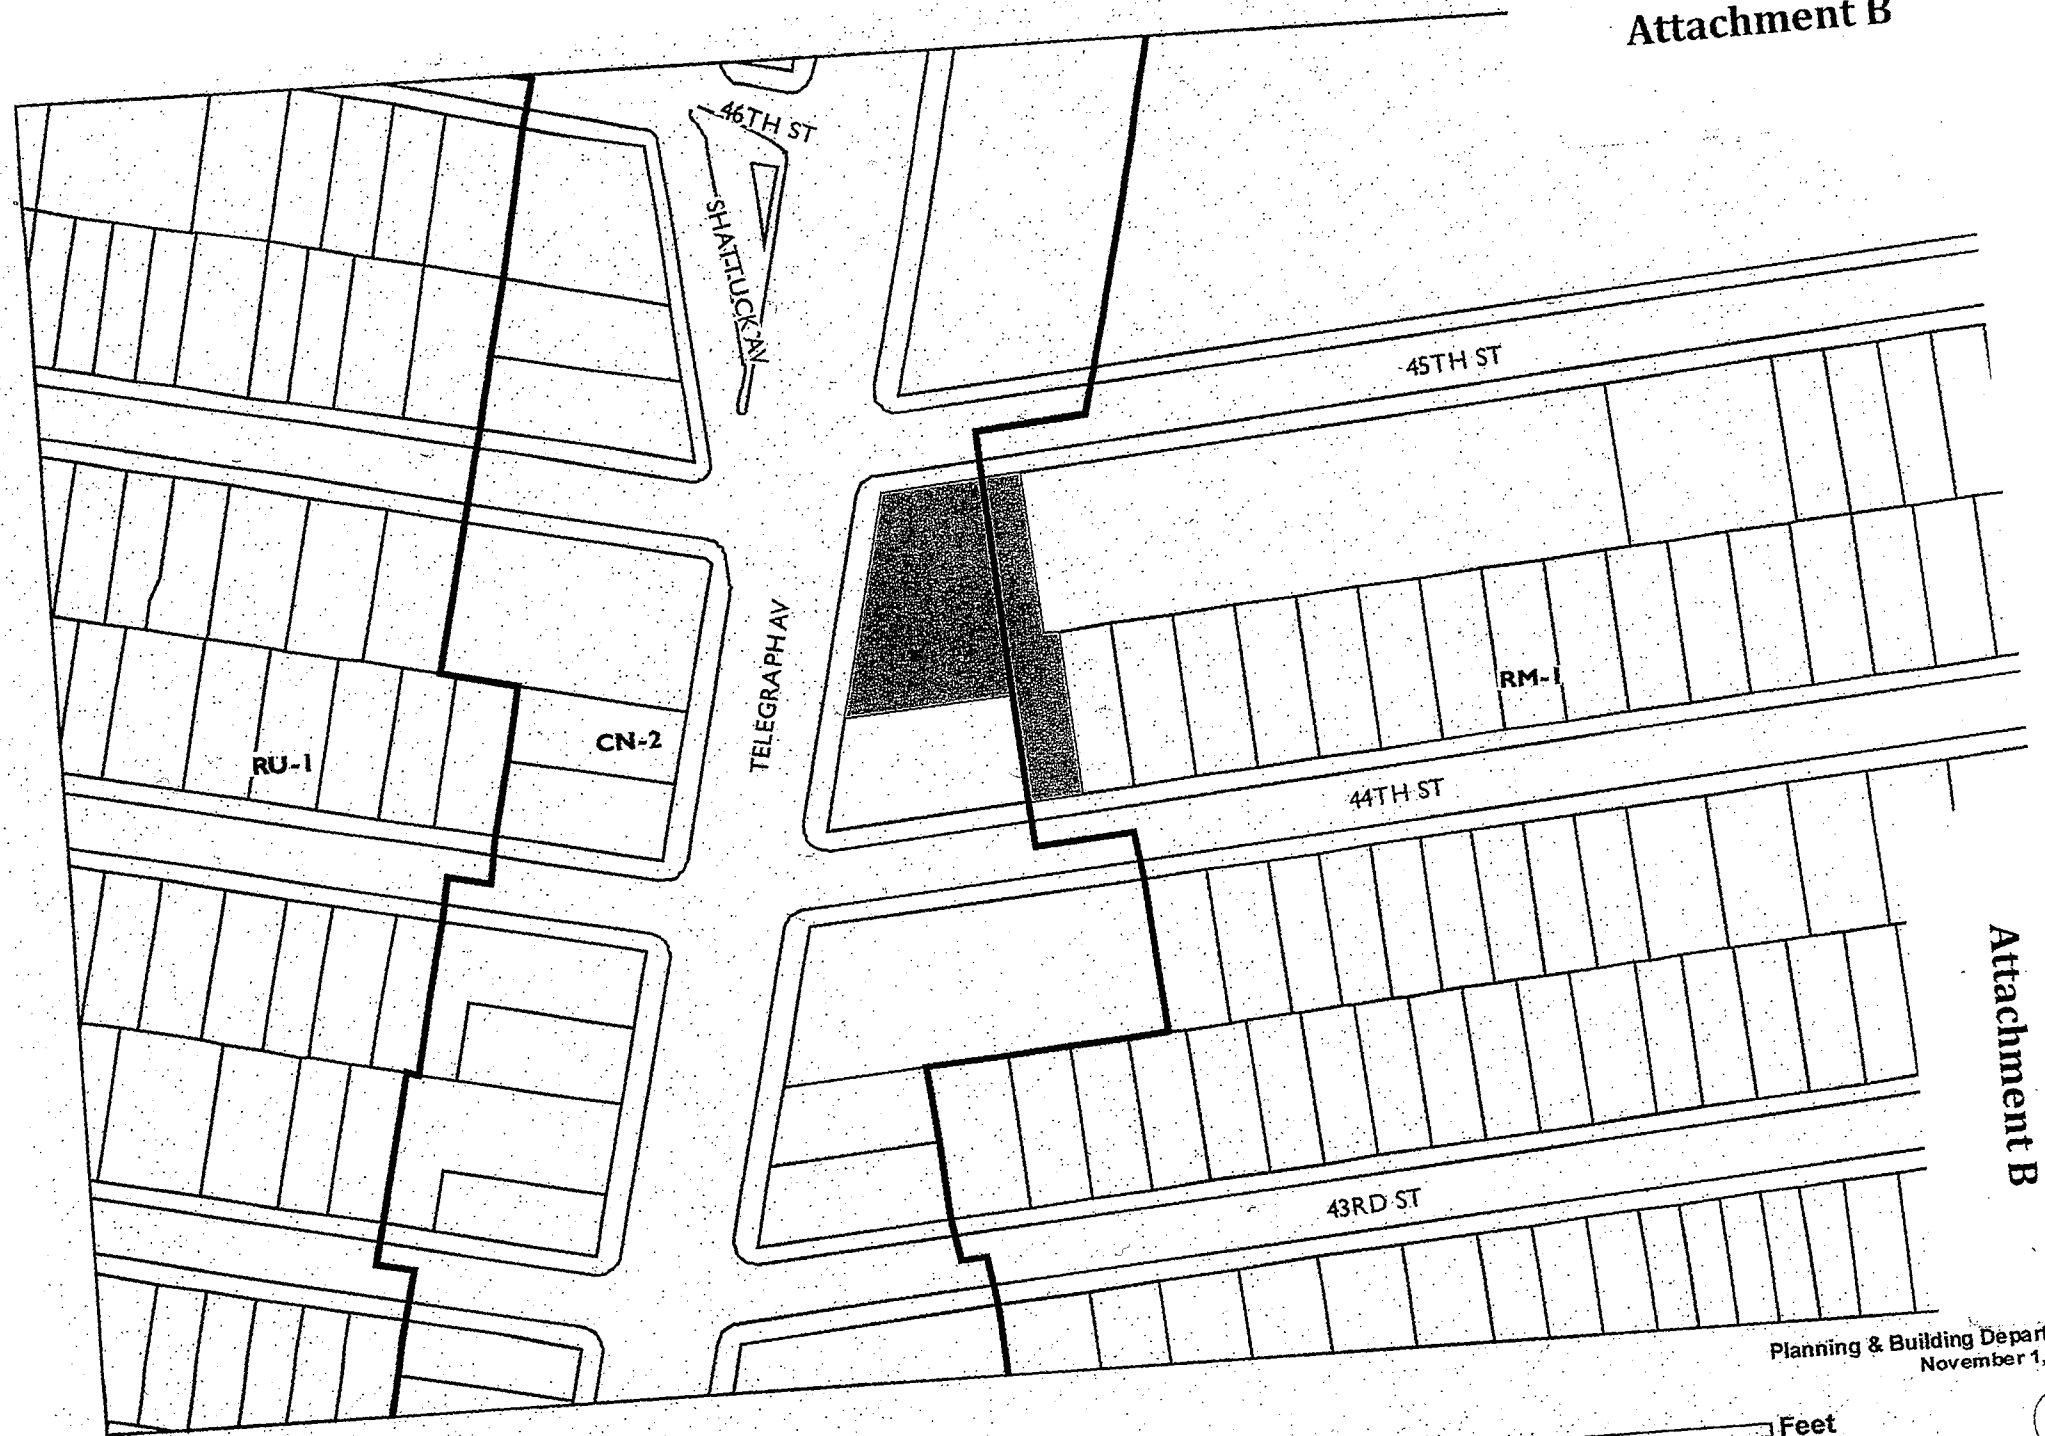 Attachment B
46TH ST
SHATTUCK AV
45TH ST
TELEGRAPH AV
RM-1
CN-2
RU-1
44TH ST
Attachment B
43RD ST
Planning & Building Depart
November 1,
Feet